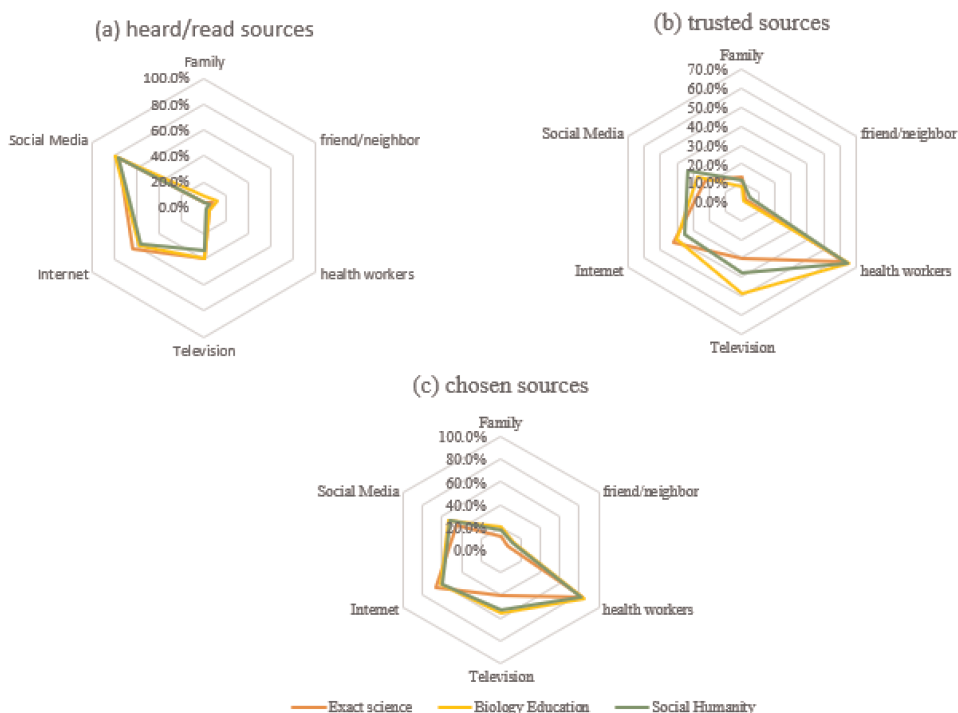 (a) heard/read sources
Family
100.0%
80.0%
60.0%
40.0%
20.0%
0.0%
friend/neighbor
health workers
Television
Internet
Social Media
(b) trusted sources
Family
70.0%
60.0%
50.0%
40.0%
30.0%
20.0%
10.0%
0.0%
friend/neighbor
health workers
Television
Internet
Social Media
(c) chosen sources
Family
100.0%
80.0%
60.0%
40.0%
20.0%
0.0%
friend/neighbor
health workers
Television
Internet
Social Media
Exact science Biology Education Social Humanity